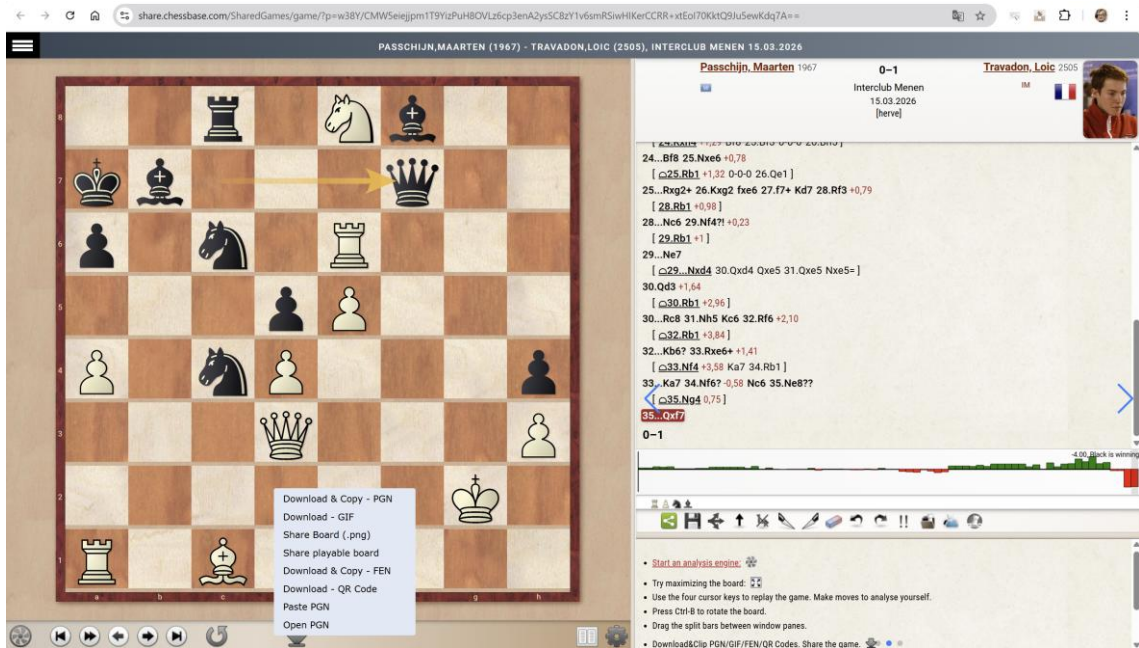 share.chessbase.com/SharedGames/game/?p=w38Y/CMW5eiejjpm1T9YizPuH8OVLz6cp3enA2ysSC8zY1v6smRSiwHIKerCCRR+xtEoI70KktQ9Ju5ewKdq7A==
PASSCHIJN,MAARTEN (1967) - TRAVADON,LOIC (2505), INTERCLUB MENEN 15.03.2026
Passchijn, Maarten 1967
0–1
Travadon, Loic 2505
Interclub Menen
IM
15.03.2026
[herve]
24...Bf8 25.Nxe6 +0,78
[ ⌓25.Rb1 +1,32 0-0-0 26.Qe1 ]
25...Rxg2+ 26.Kxg2 fxe6 27.f7+ Kd7 28.Rf3 +0,79
[ 28.Rb1 +0,98 ]
28...Nc6 29.Nf4?! +0,23
[ 29.Rb1 +1 ]
29...Ne7
[ ⌓29...Nxd4 30.Qxd4 Qxe5 31.Qxe5 Nxe5= ]
30.Qd3 +1,64
[ ⌓30.Rb1 +2,96 ]
30...Rc8 31.Nh5 Kc6 32.Rf6 +2,10
[ ⌓32.Rb1 +3,84 ]
32...Kb6? 33.Rxe6+ +1,41
[ ⌓33.Nf4 +3,58 Ka7 34.Rb1 ]
33...Ka7 34.Nf6? -0,58 Nc6 35.Ne8??
[ ⌓35.Ng4 0,75 ]
35...Qxf7
0–1
-4.00, Black is winning
8
7
6
5
4
3
2
1
a
b
c
g
h
Download & Copy - PGN
Download - GIF
Share Board (.png)
Share playable board
Download & Copy - FEN
Download - QR Code
Paste PGN
Open PGN
Start an analysis engine:
Try maximizing the board:
Use the four cursor keys to replay the game. Make moves to analyse yourself.
Press Ctrl-B to rotate the board.
Drag the split bars between window panes.
Download&Clip PGN/GIF/FEN/QR Codes. Share the game.